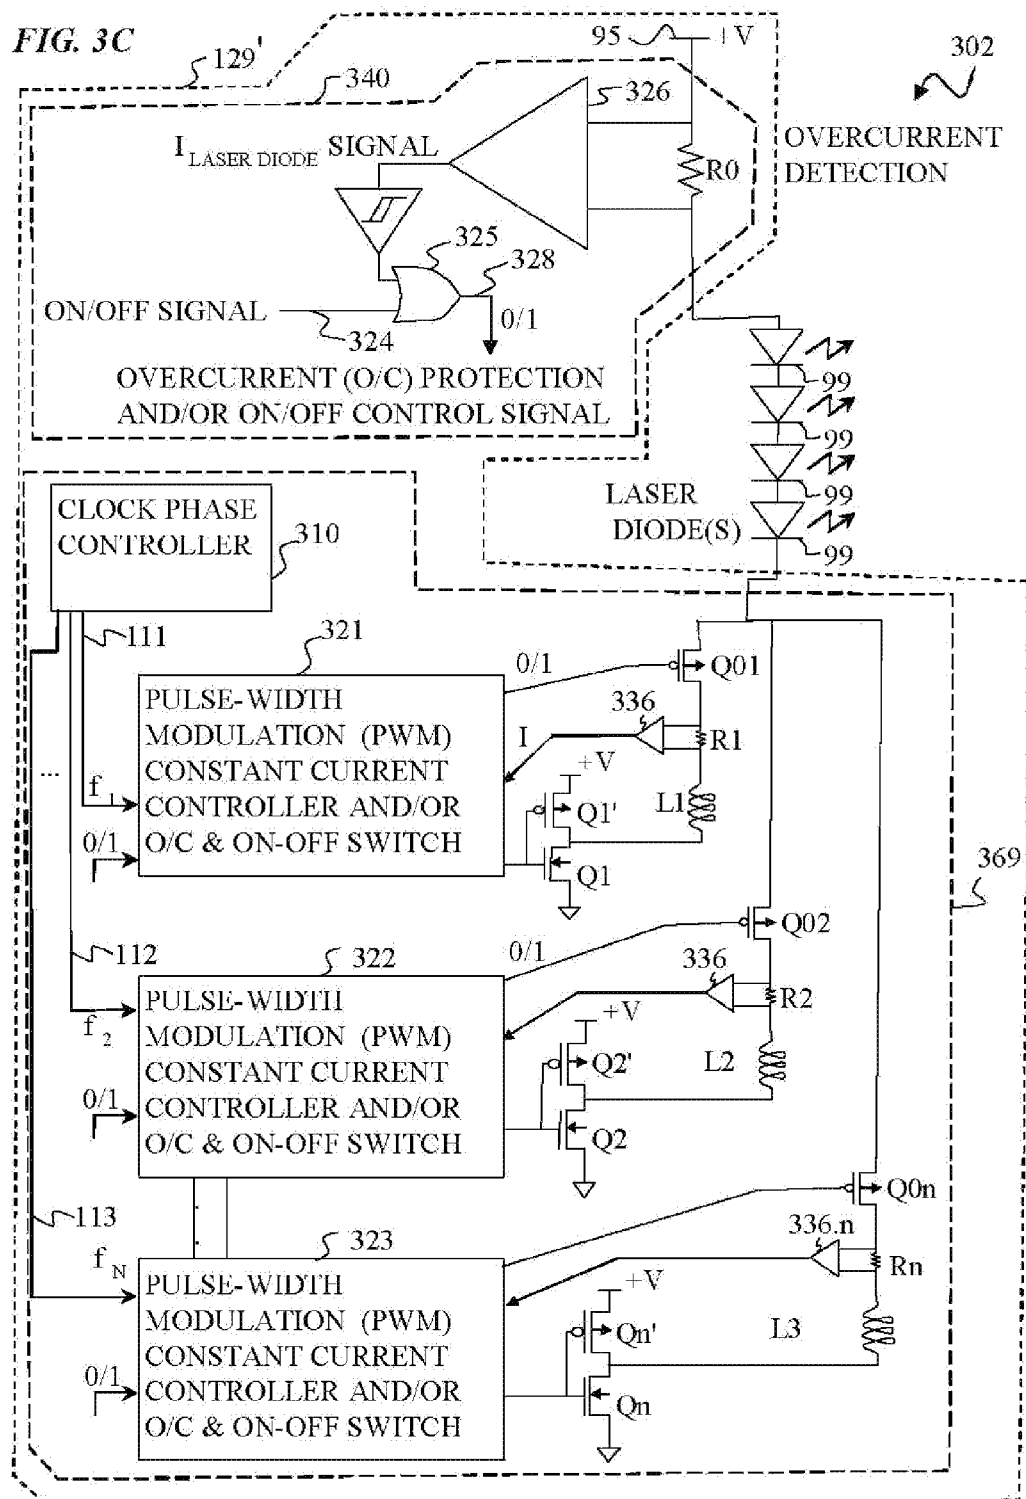 FIG. 3C
129'
340
95
+V
302
326
OVERCURRENT
DETECTION
I LASER DIODE SIGNAL
R0
325
328
ON/OFF SIGNAL
324
0/1
OVERCURRENT (O/C) PROTECTION
AND/OR ON/OFF CONTROL SIGNAL
99
99
99
99
LASER
DIODE(S)
CLOCK PHASE
CONTROLLER
310
111
321
0/1
Q01
PULSE-WIDTH
MODULATION (PWM)
CONSTANT CURRENT
CONTROLLER AND/OR
O/C & ON-OFF SWITCH
I
336
R1
+V
L1
...
f 1
Q1'
0/1
Q1
369
112
322
0/1
Q02
PULSE-WIDTH
MODULATION (PWM)
CONSTANT CURRENT
CONTROLLER AND/OR
O/C & ON-OFF SWITCH
336
R2
+V
f 2
Q2'
L2
0/1
Q2
113
323
Q0n
336.n
f N
PULSE-WIDTH
MODULATION (PWM)
CONSTANT CURRENT
CONTROLLER AND/OR
O/C & ON-OFF SWITCH
Rn
+V
Qn'
L3
0/1
Qn